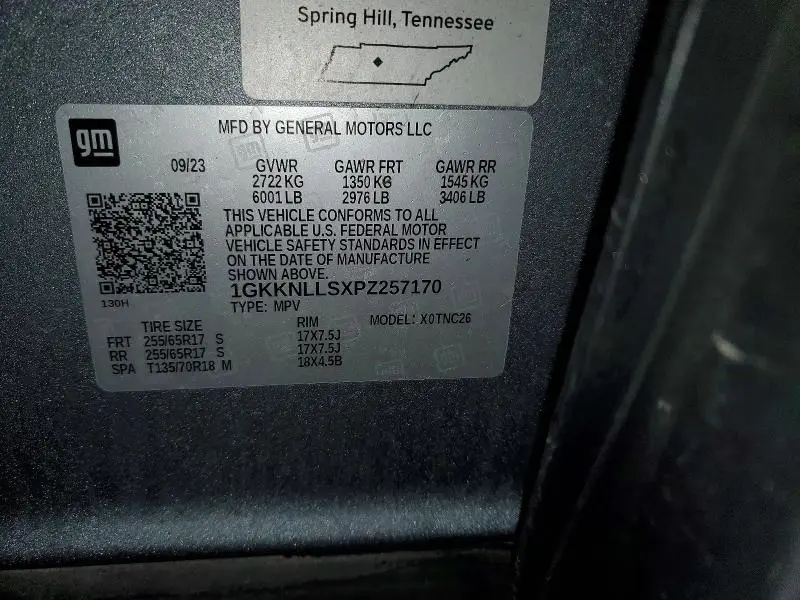 Spring Hill, Tennessee
gm
MFD BY GENERAL MOTORS LLC
09/23 GVWR GAWR FRT GAWR RR
2722 KG 1350 KG 1545 KG
6001 LB 2976 LB 3406 LB
THIS VEHICLE CONFORMS TO ALL
APPLICABLE U.S. FEDERAL MOTOR
VEHICLE SAFETY STANDARDS IN EFFECT
ON THE DATE OF MANUFACTURE
SHOWN ABOVE.
130H
1GKKNLLSXPZ257170
TYPE: MPV
TIRE SIZE RIM MODEL: X0TNC26
FRT 255/65R17 S 17X7.5J
RR 255/65R17 S 17X7.5J
SPA T135/70R18 M 18X4.5B